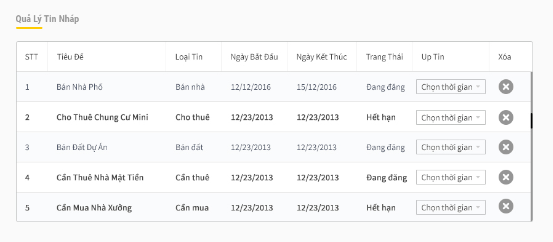 Quả Lý Tin Nháp
STT Tiêu Đề Loại Tin Ngày Bắt Đầu Ngày Kết Thúc Trang Thái Up Tin Xóa
1 Bán Nhà Phố Bán nhà 12/12/2016 15/12/2016 Đang đăng Chọn thời gian
2 Cho Thuê Chung Cư Mini Cho thuê 12/23/2013 12/23/2013 Hết hạn Chọn thời gian
3 Bán Đất Dự Án Bán đất 12/23/2013 12/23/2013 Đang đăng Chọn thời gian
4 Cần Thuê Nhà Mặt Tiền Cần thuê 12/23/2013 12/23/2013 Đang đăng Chọn thời gian
5 Cần Mua Nhà Xưởng Cần mua 12/23/2013 12/23/2013 Hết hạn Chọn thời gian